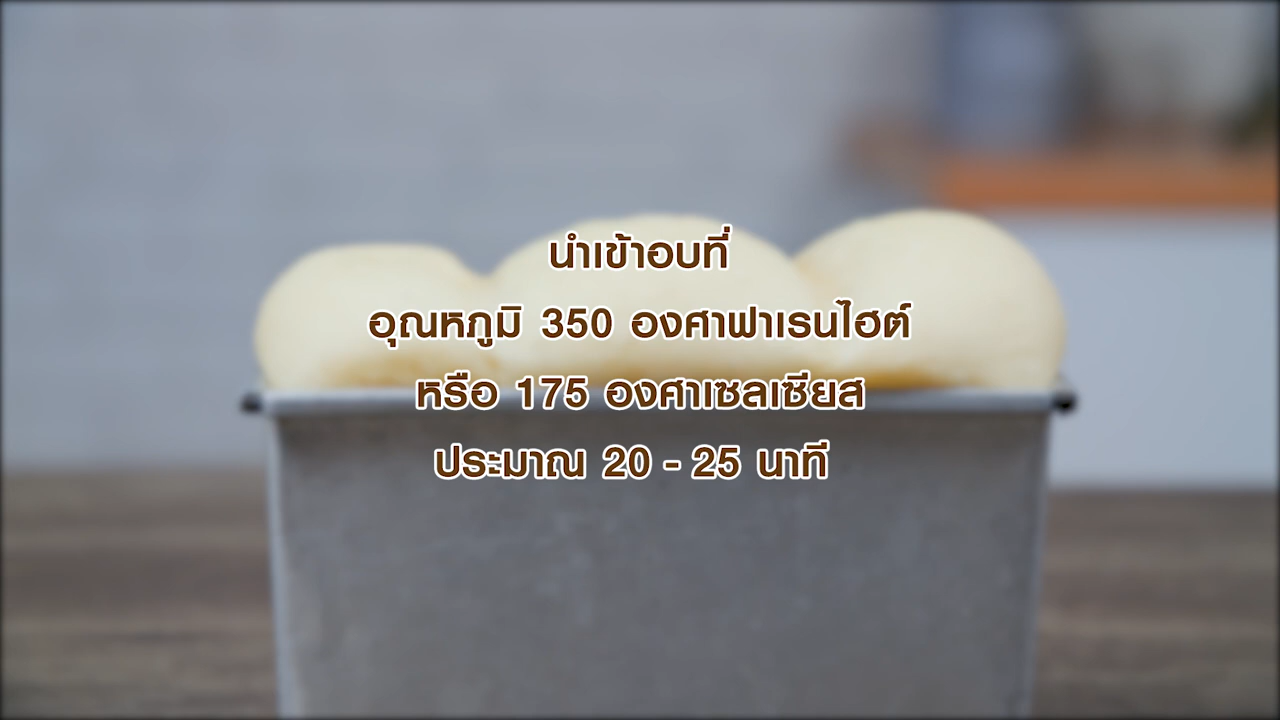 นำเข้าอบที่
อุณหภูมิ 350 องศาฟาเรนไฮต์
หรือ 175 องศาเซลเซียส
ประมาณ 20 - 25 นาที